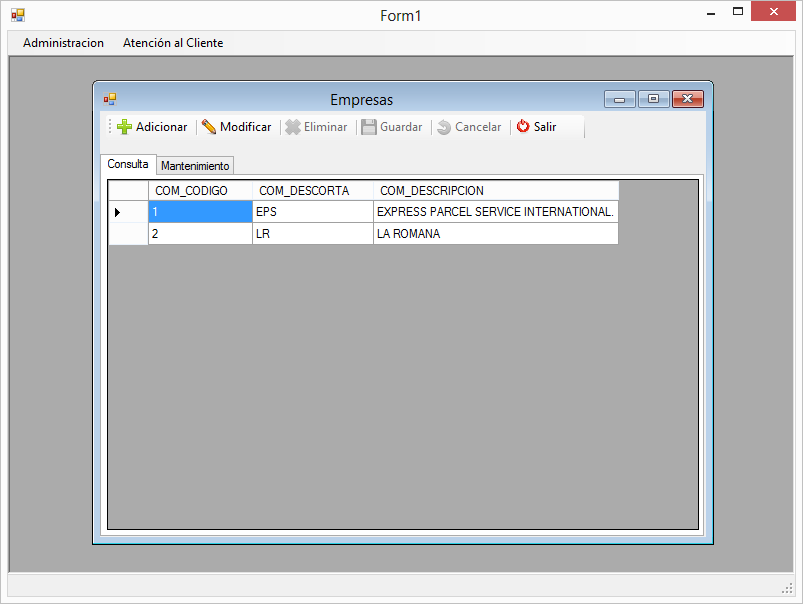 Form1
Administracion Atención al Cliente
Empresas
Adicionar Modificar Eliminar Guardar Cancelar Salir
Consulta Mantenimiento
COM_CODIGO COM_DESCORTA COM_DESCRIPCION
1 EPS EXPRESS PARCEL SERVICE INTERNATIONAL.
2 LR LA ROMANA